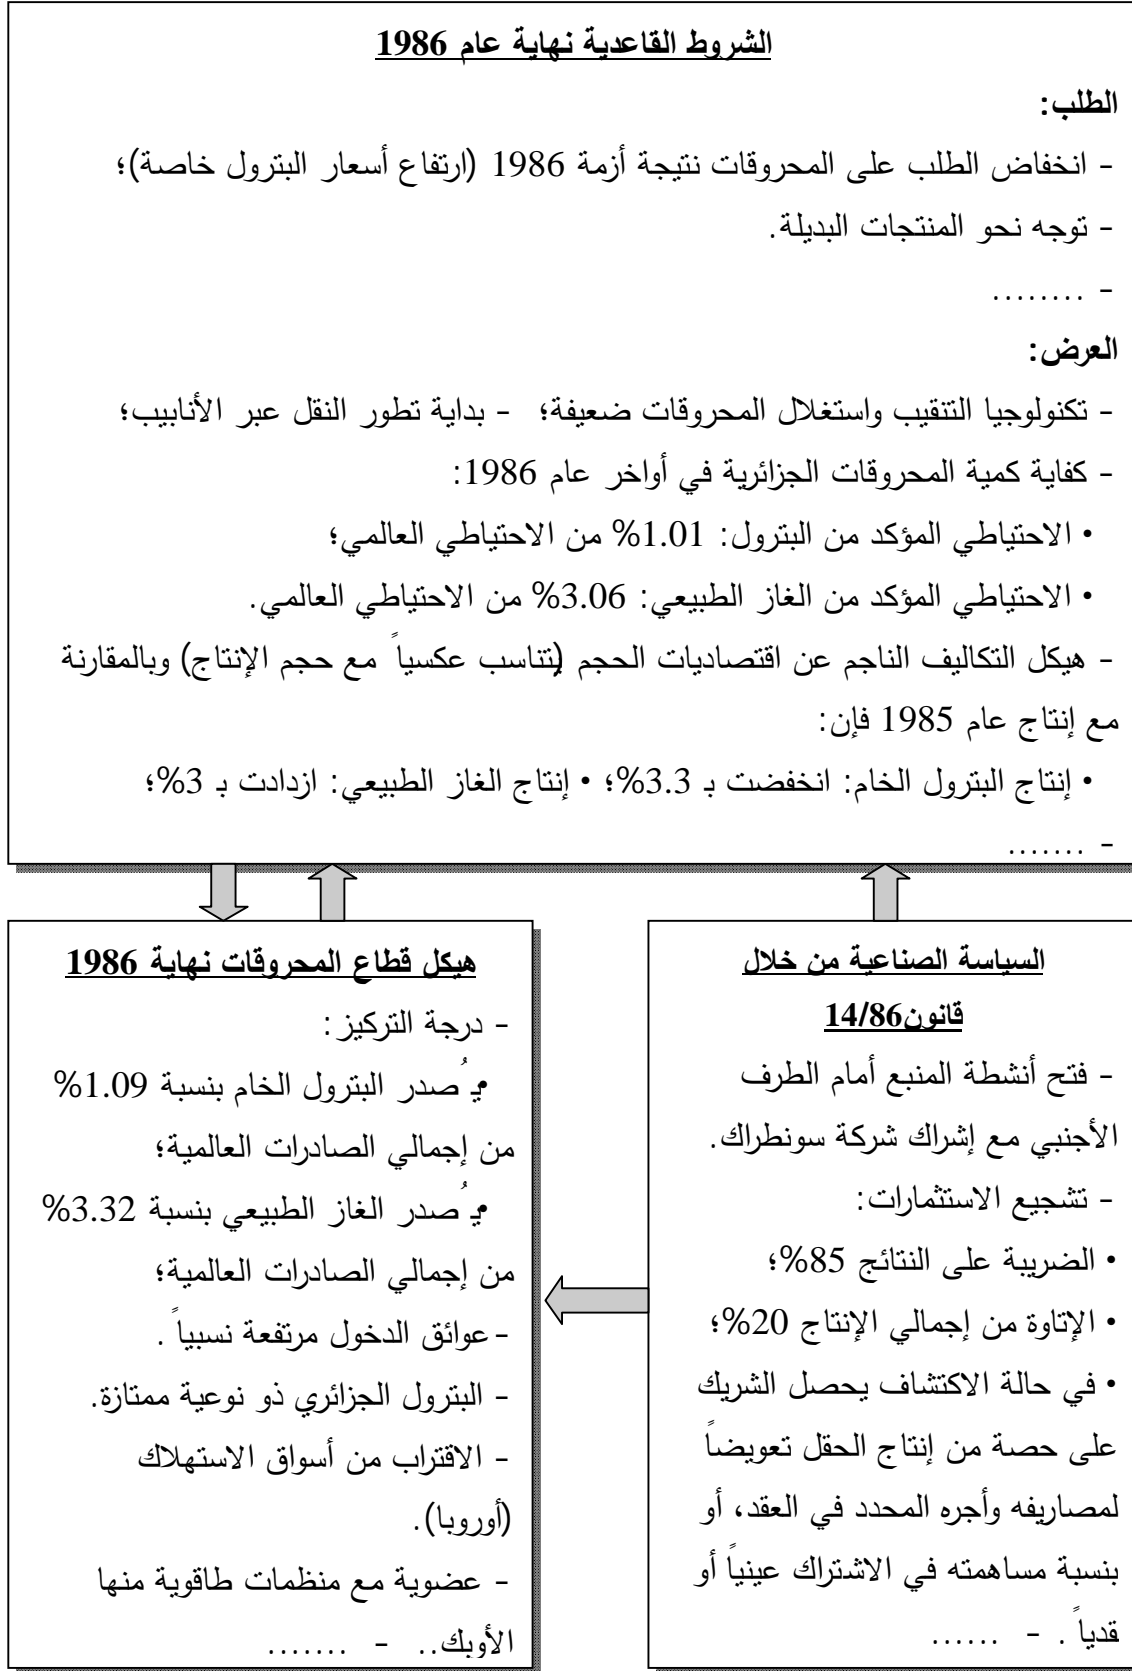 الشروط القاعدية نهاية عام 1986
الطلب:
- انخفاض الطلب على المحروقات نتيجة أزمة 1986 (ارتفاع أسعار البترول خاصة)؛
- توجه نحو المنتجات البديلة.
- ........
العرض:
- تكنولوجيا التنقيب واستغلال المحروقات ضعيفة؛ - بداية تطور النقل عبر الأنابيب؛
- كفاية كمية المحروقات الجزائرية في أواخر عام 1986:
• الاحتياطي المؤكد من البترول: 1.01% من الاحتياطي العالمي؛
• الاحتياطي المؤكد من الغاز الطبيعي: 3.06% من الاحتياطي العالمي.
- هيكل التكاليف الناجم عن اقتصاديات الحجم (يتناسب عكسياً مع حجم الإنتاج) وبالمقارنة
مع إنتاج عام 1985 فإن:
• إنتاج البترول الخام: انخفضت بـ 3.3%؛ • إنتاج الغاز الطبيعي: ازدادت بـ 3%؛
- .......
السياسة الصناعية من خلال
قانون14/86
- فتح أنشطة المنبع أمام الطرف
الأجنبي مع إشراك شركة سونطراك.
- تشجيع الاستثمارات:
• الضريبة على النتائج 85%؛
• الإتاوة من إجمالي الإنتاج 20%؛
• في حالة الاكتشاف يحصل الشريك
على حصة من إنتاج الحقل تعويضاً
لمصاريفه وأجره المحدد في العقد، أو
بنسبة مساهمته في الاشتراك عينياً أو
قدياً . - ......
هيكل قطاع المحروقات نهاية 1986
- درجة التركيز:
• يُصدر البترول الخام بنسبة 1.09%
من إجمالي الصادرات العالمية؛
• يُصدر الغاز الطبيعي بنسبة 3.32%
من إجمالي الصادرات العالمية؛
-عوائق الدخول مرتفعة نسبياً .
- البترول الجزائري ذو نوعية ممتازة.
- الاقتراب من أسواق الاستهلاك
(أوروبا).
- عضوية مع منظمات طاقوية منها
الأوبك.. - .......